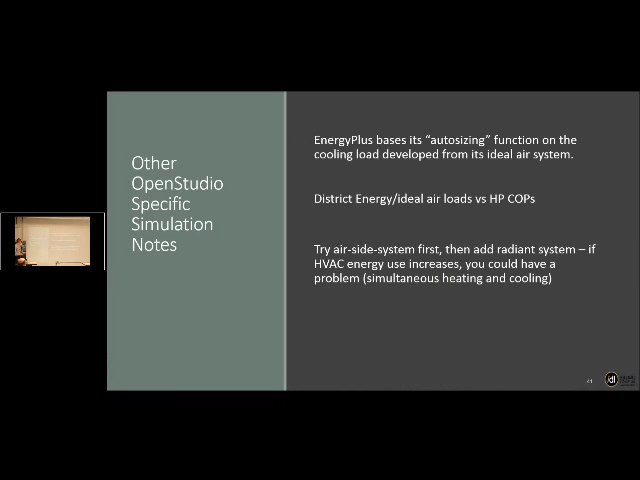 Other
OpenStudio
Specific
Simulation
Notes
EnergyPlus bases its “autosizing” function on the
cooling load developed from its ideal air system.
District Energy/ideal air loads vs HP COPs
Try air-side-system first, then add radiant system – if
HVAC energy use increases, you could have a
problem (simultaneous heating and cooling)
idl